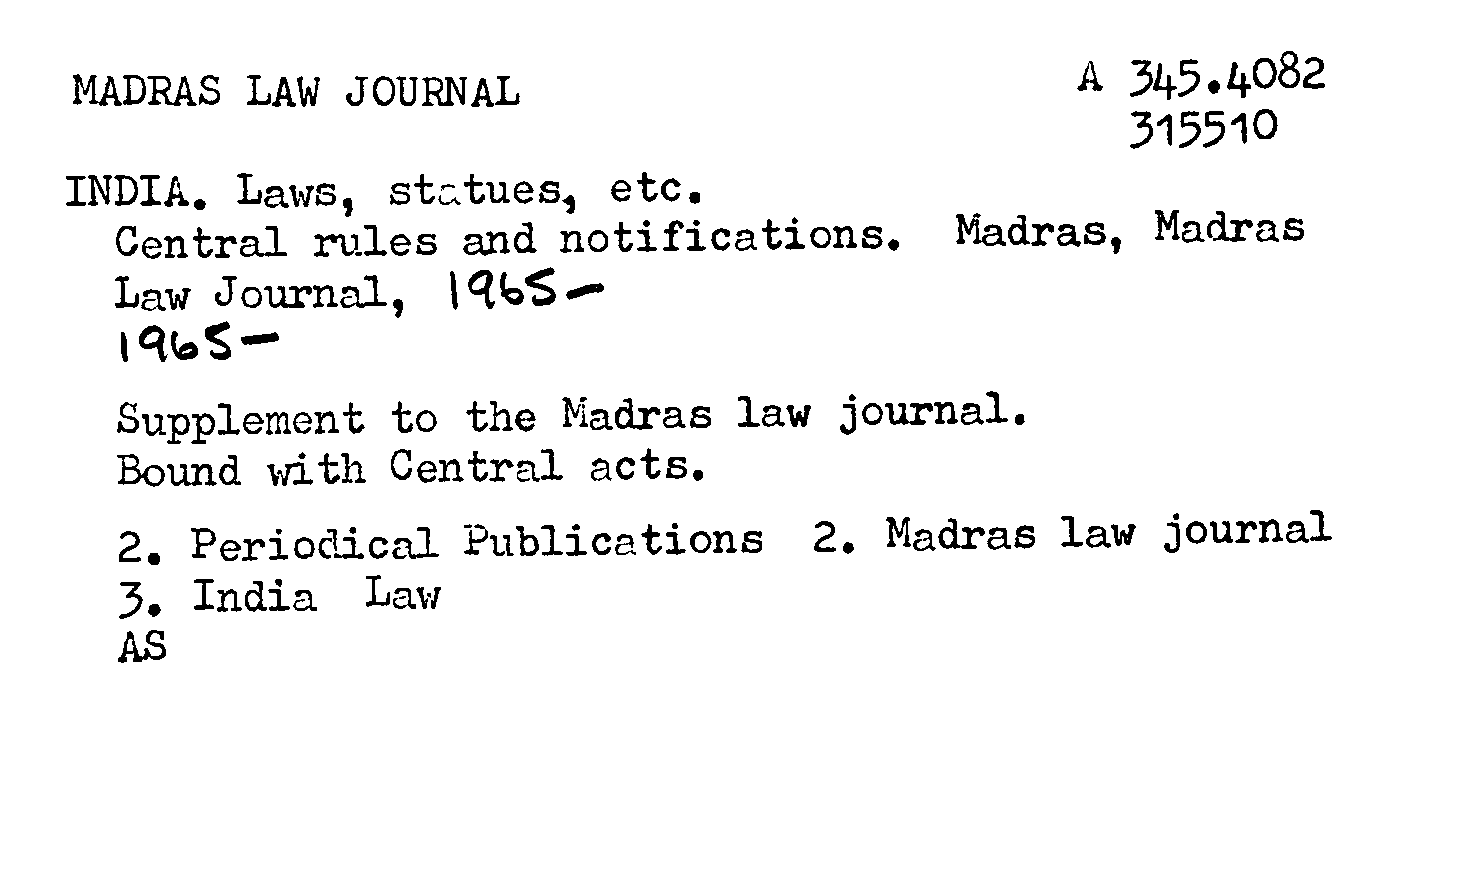 MADRAS LAW JOURNAL
A 345.4082
315510
INDIA. Laws, statues, etc.
Central rules and notifications. Madras, Madras
Law Journal, 1965-
1965-
Supplement to the Madras law journal.
Bound with Central acts.
2. Periodical Publications 2. Madras law journal
3. India Law
AS